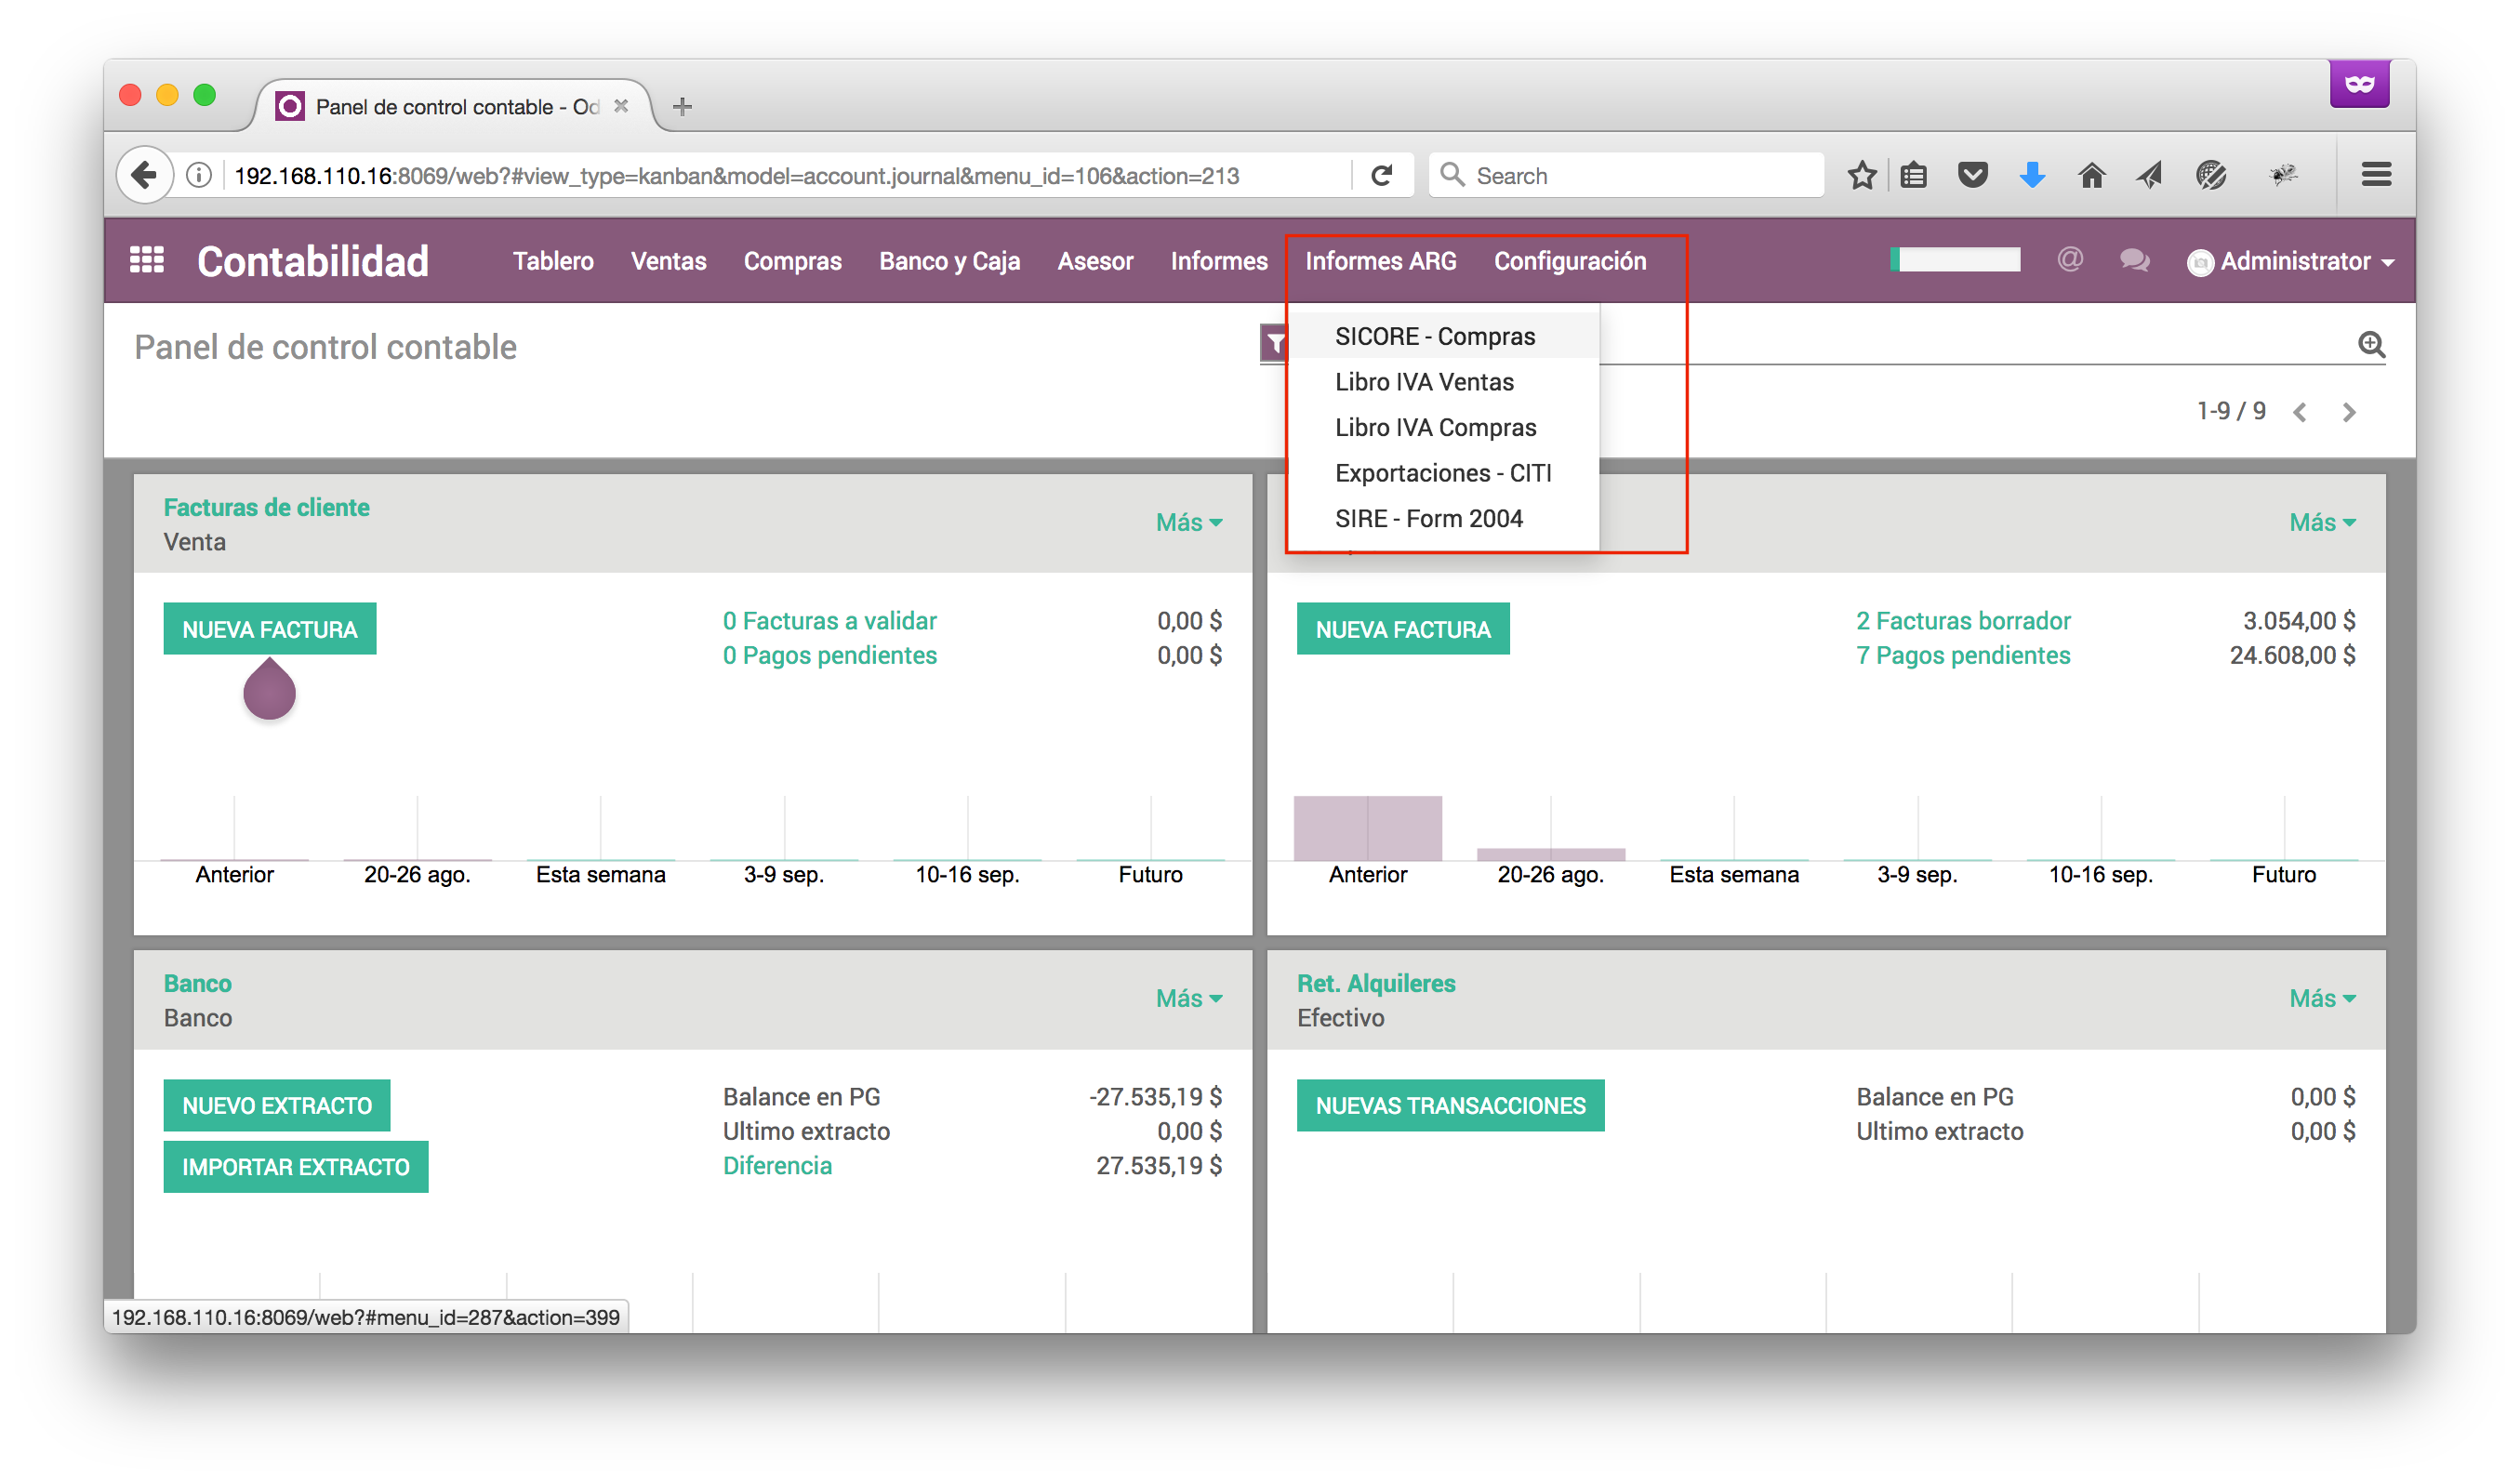 Panel de control contable - Od
192.168.110.16:8069/web?#view_type=kanban&model=account.journal&menu_id=106&action=213
Search
Contabilidad
Tablero
Ventas
Compras
Banco y Caja
Asesor
Informes
Informes ARG
Configuración
@
Administrator
Panel de control contable
SICORE - Compras
Libro IVA Ventas
Libro IVA Compras
Exportaciones - CITI
SIRE - Form 2004
1-9 / 9
Facturas de cliente
Venta
Más
NUEVA FACTURA
0 Facturas a validar 0,00 $
0 Pagos pendientes 0,00 $
Anterior 20-26 ago. Esta semana 3-9 sep. 10-16 sep. Futuro
Más
NUEVA FACTURA
2 Facturas borrador 3.054,00 $
7 Pagos pendientes 24.608,00 $
Anterior 20-26 ago. Esta semana 3-9 sep. 10-16 sep. Futuro
Banco
Banco
Más
NUEVO EXTRACTO
IMPORTAR EXTRACTO
Balance en PG -27.535,19 $
Ultimo extracto 0,00 $
Diferencia 27.535,19 $
Ret. Alquileres
Efectivo
Más
NUEVAS TRANSACCIONES
Balance en PG 0,00 $
Ultimo extracto 0,00 $
192.168.110.16:8069/web?#menu_id=287&action=399